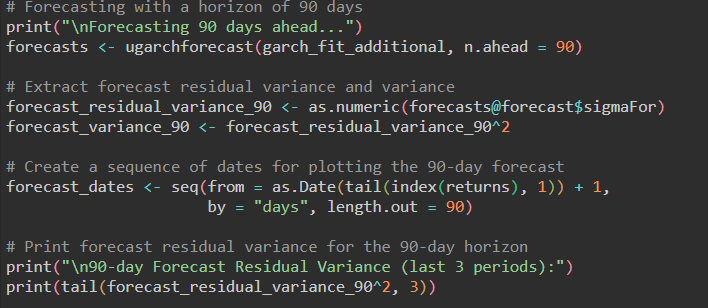 # Forecasting with a horizon of 90 days
print("\nForecasting 90 days ahead...")
forecasts <- ugarchforecast(garch_fit_additional, n.ahead = 90)
# Extract forecast residual variance and variance
forecast_residual_variance_90 <- as.numeric(forecasts@forecast$sigmaFor)
forecast_variance_90 <- forecast_residual_variance_90^2
# Create a sequence of dates for plotting the 90-day forecast
forecast_dates <- seq(from = as.Date(tail(index(returns), 1)) + 1,
by = "days", length.out = 90)
# Print forecast residual variance for the 90-day horizon
print("\n90-day Forecast Residual Variance (last 3 periods):")
print(tail(forecast_residual_variance_90^2, 3))